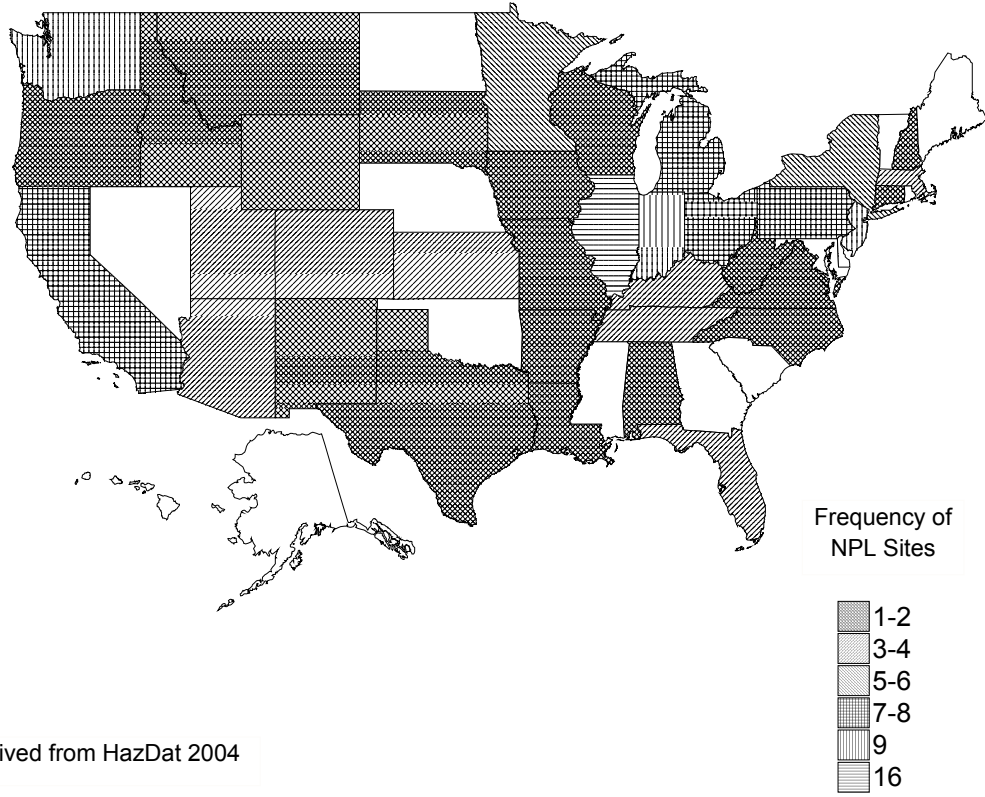 Frequency of
NPL Sites
1-2
3-4
5-6
7-8
9
16
ived from HazDat 2004